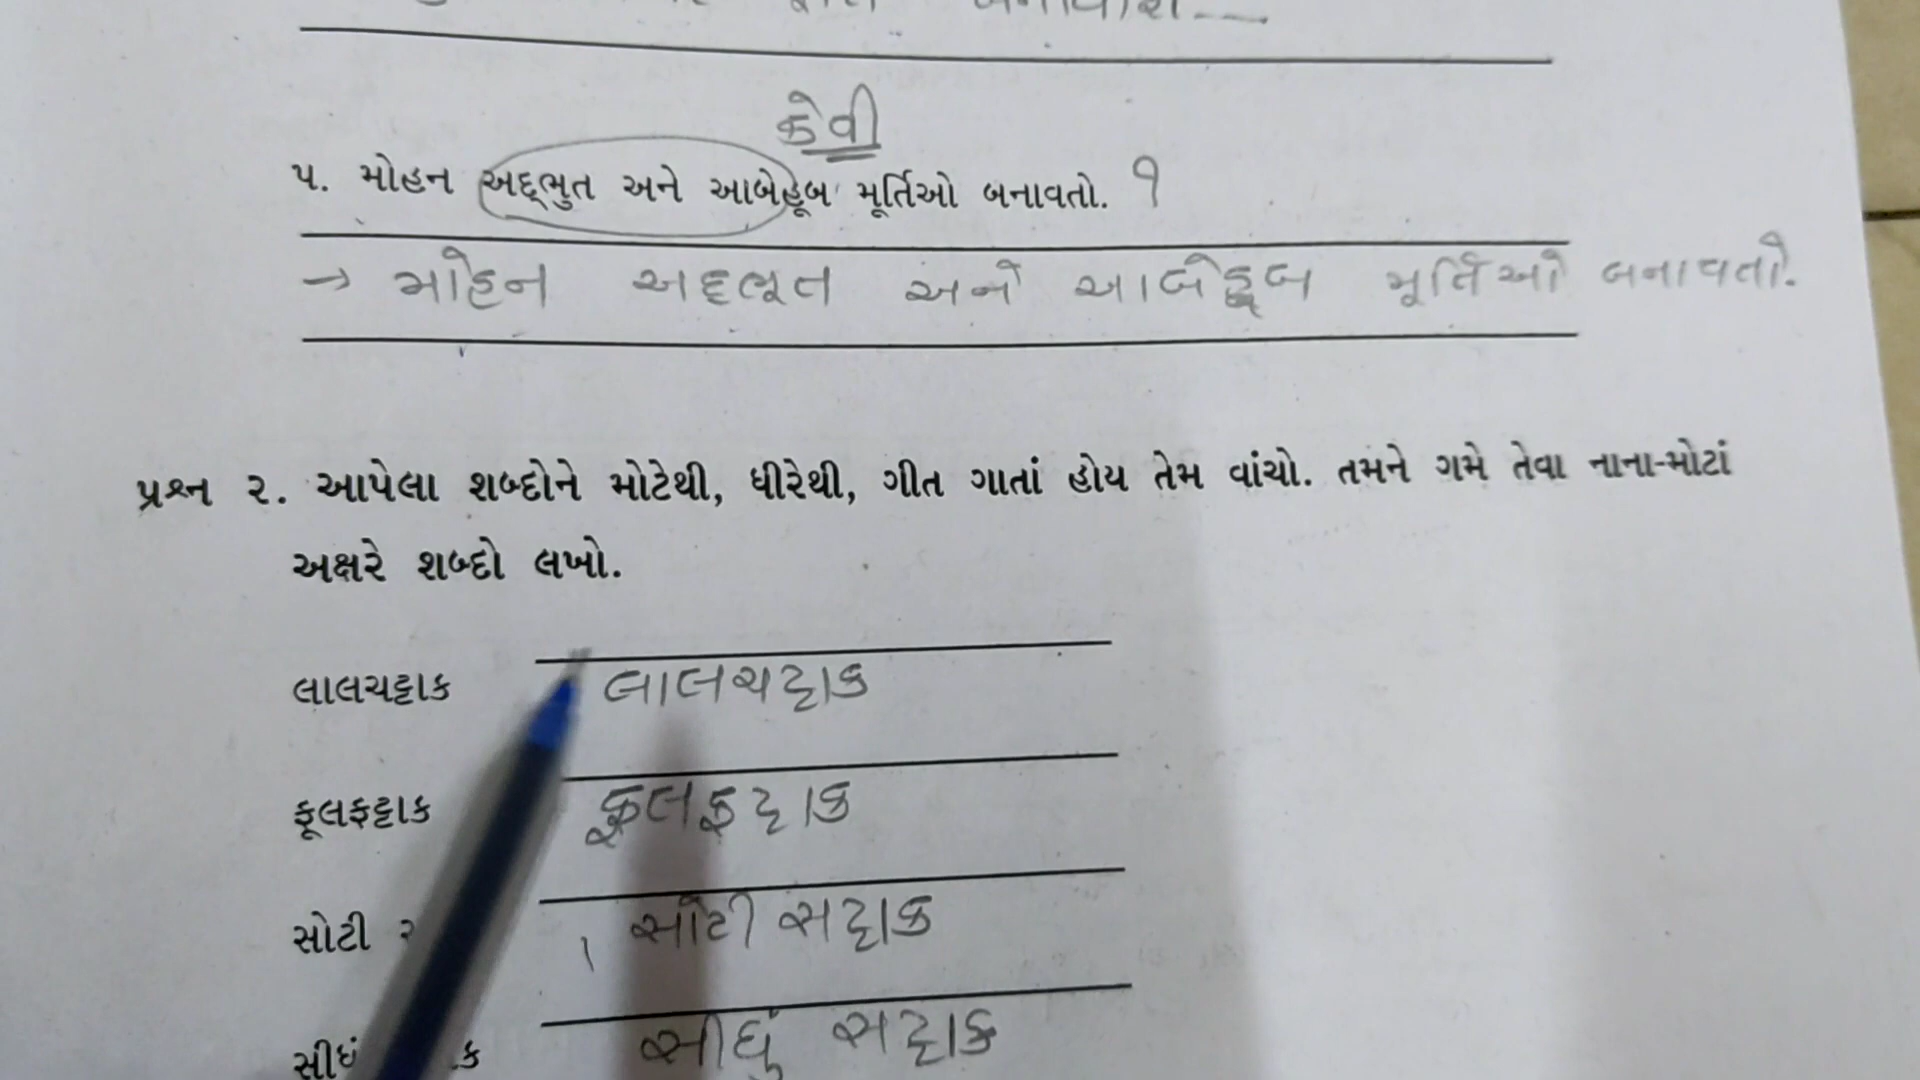 કેવી
૫. મોહન અદ્ભુત અને આબેહૂબ મૂર્તિઓ બનાવતો. ?
→ મોહન અદ્દભૂત અને આબેહૂબ મૂર્તિઓ બનાવતો.
પ્રશ્ન ૨. આપેલા શબ્દોને મોટેથી, ધીરેથી, ગીત ગાતાં હોય તેમ વાંચો. તમને ગમે તેવા નાના-મોટાં
અક્ષરે શબ્દો લખો.
લાલચટ્ટાક લાલચટ્ટાક
ફૂલફટ્ટાક ફુલફટ્ટાક
સોટી સોટી સટ્ટાક
સીધું સટ્ટાક